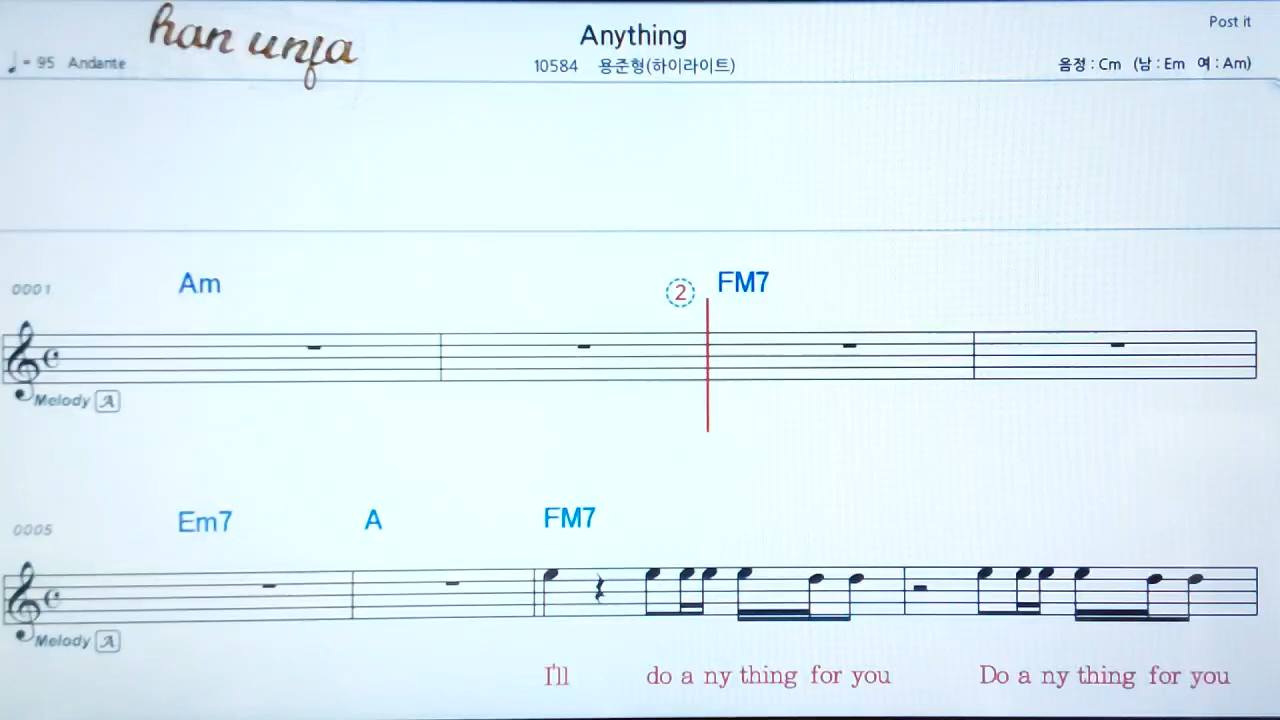 han unfa
Anything
Post it
♩ = 95 Andante
10584 용준형(하이라이트)
음정 : Cm (남 : Em 여 : Am)
0001
Am
2
FM7
Melody A
0005
Em7 A FM7
Melody A
I'll do a ny thing for you Do a ny thing for you